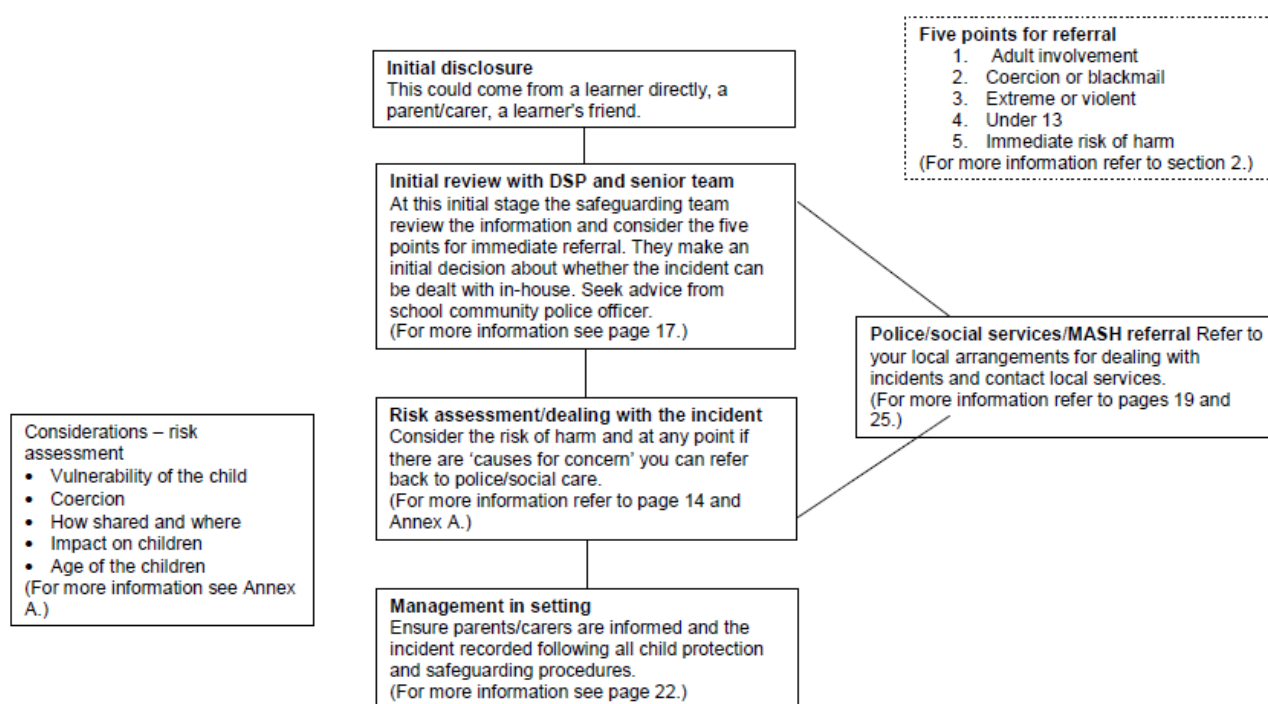 Five points for referral
1. Adult involvement
2. Coercion or blackmail
3. Extreme or violent
4. Under 13
5. Immediate risk of harm
(For more information refer to section 2.)
Initial disclosure
This could come from a learner directly, a
parent/carer, a learner's friend.
Initial review with DSP and senior team
At this initial stage the safeguarding team
review the information and consider the five
points for immediate referral. They make an
initial decision about whether the incident can
be dealt with in-house. Seek advice from
school community police officer.
(For more information see page 17.)
Police/social services/MASH referral Refer to
your local arrangements for dealing with
incidents and contact local services.
(For more information refer to pages 19 and
25.)
Risk assessment/dealing with the incident
Consider the risk of harm and at any point if
there are ‘causes for concern’ you can refer
back to police/social care.
(For more information refer to page 14 and
Annex A.)
Considerations – risk
assessment
• Vulnerability of the child
• Coercion
• How shared and where
• Impact on children
• Age of the children
(For more information see Annex
A.)
Management in setting
Ensure parents/carers are informed and the
incident recorded following all child protection
and safeguarding procedures.
(For more information see page 22.)